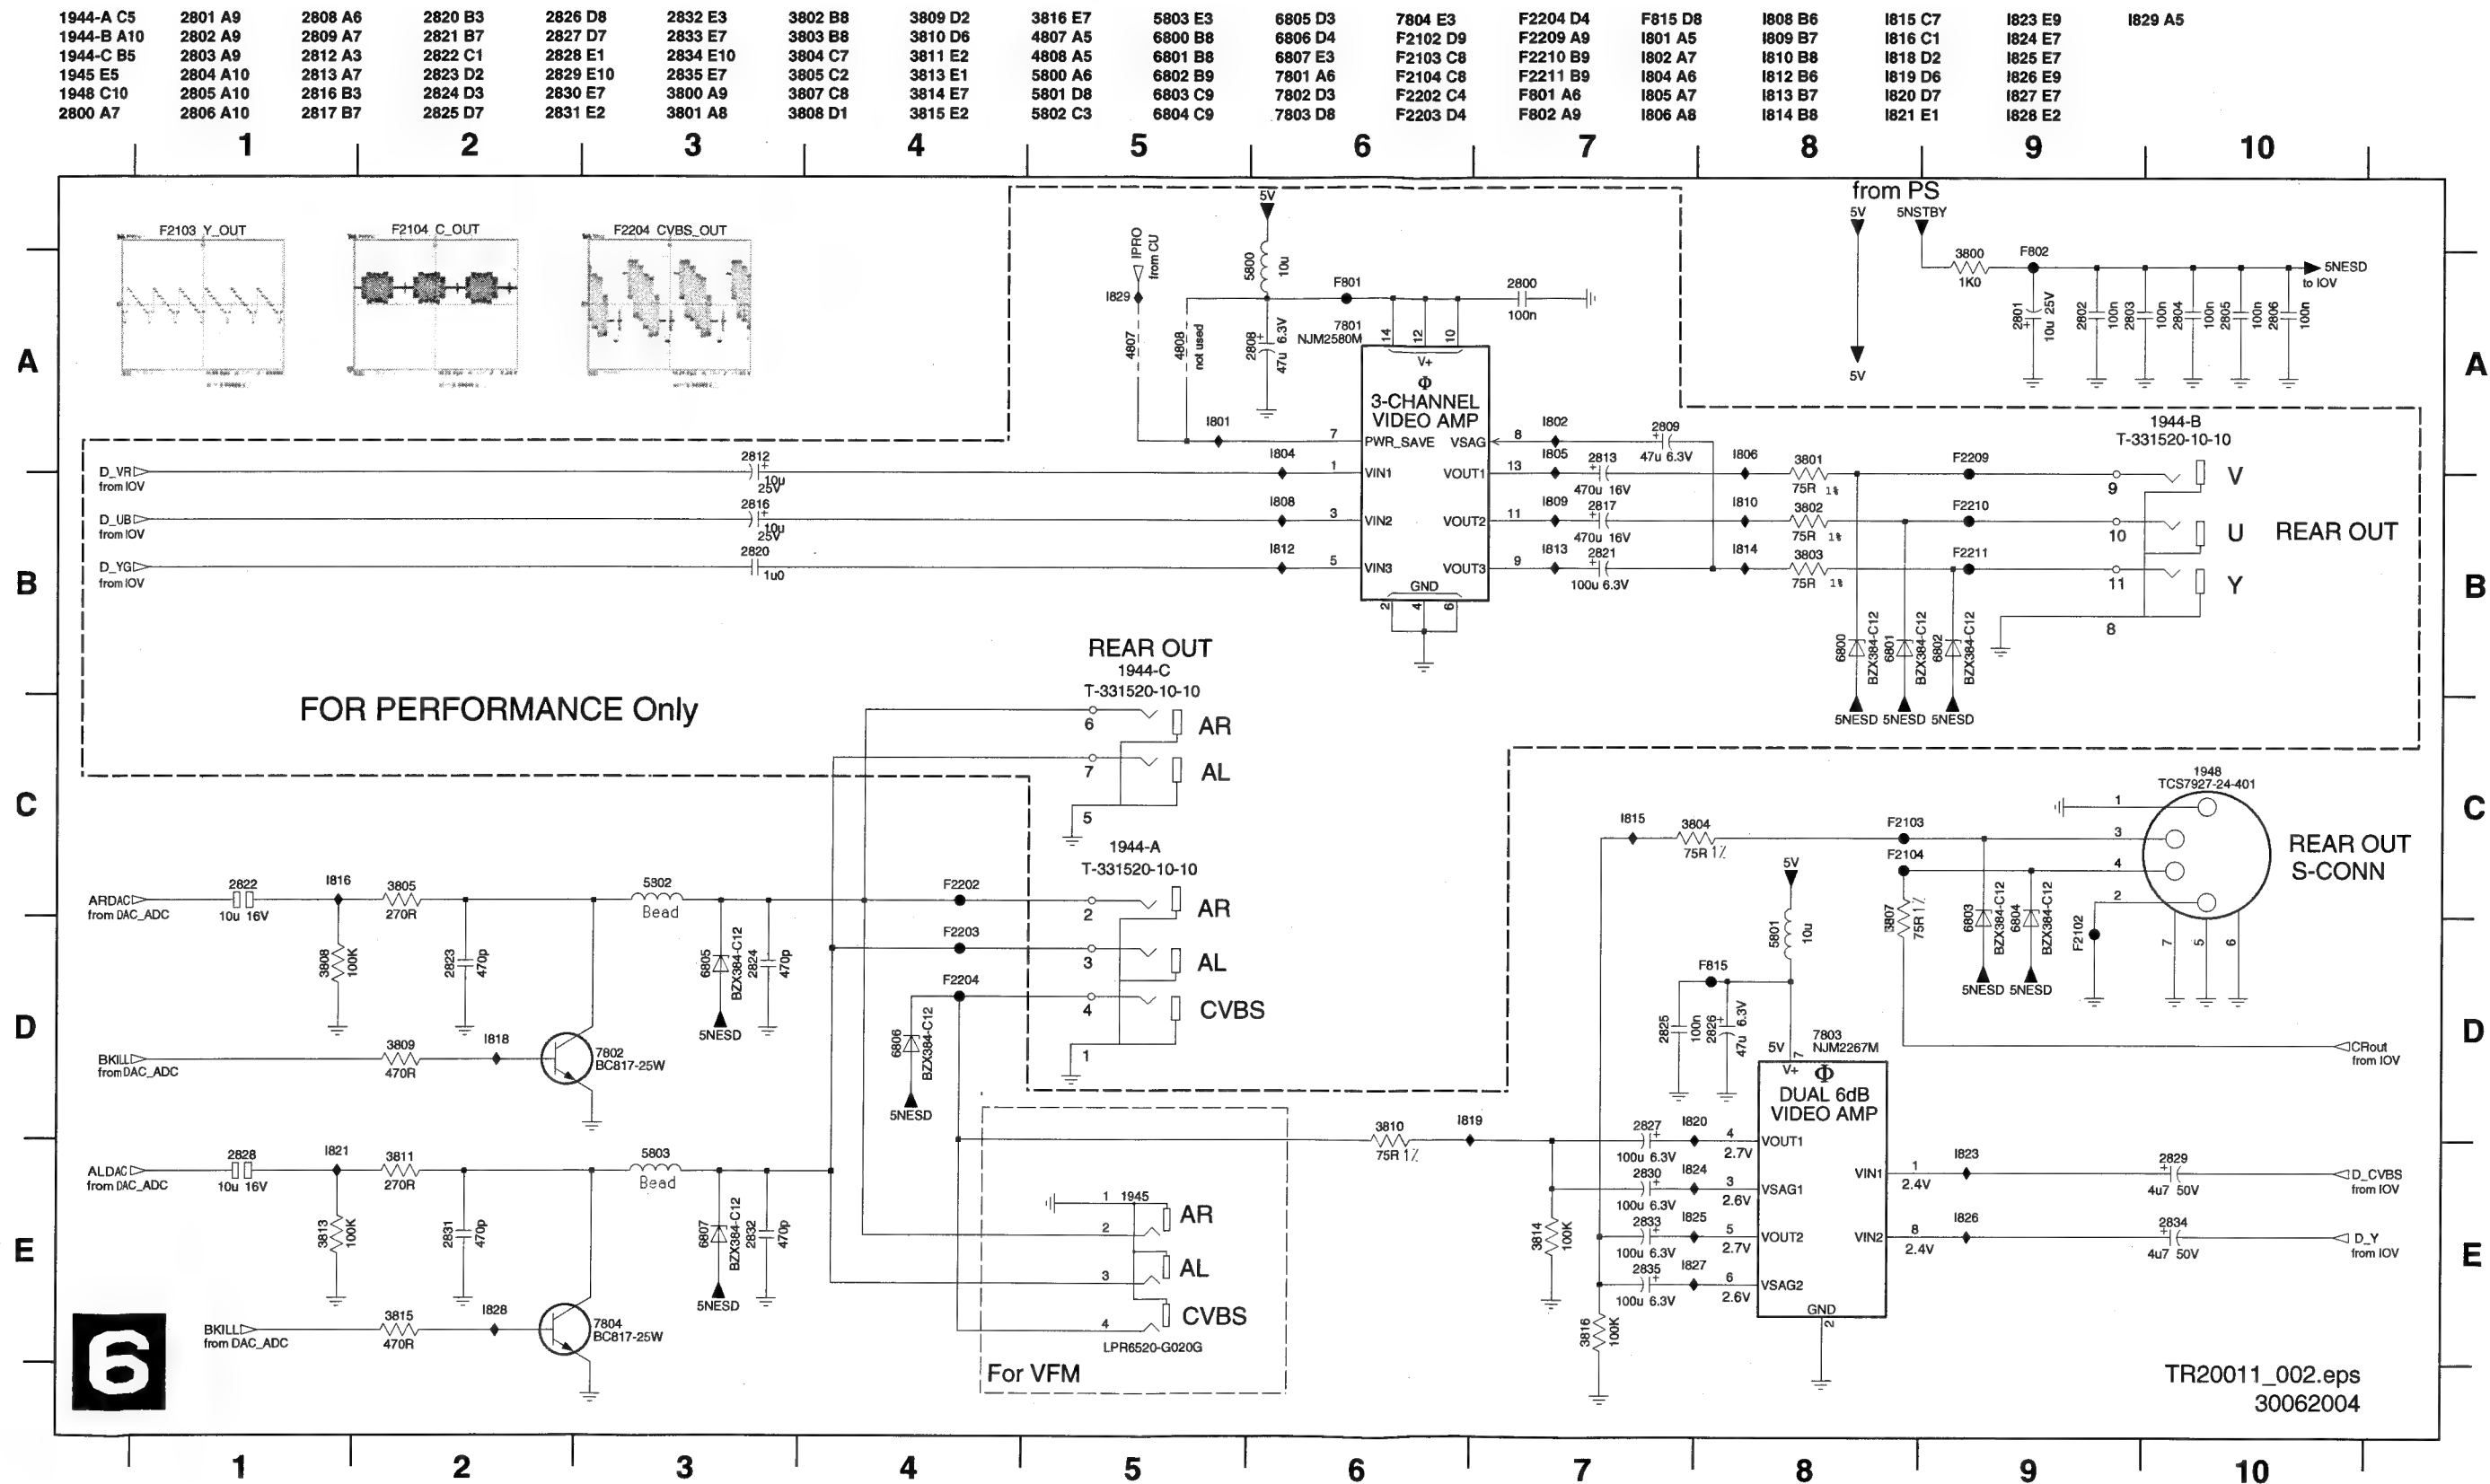 1944-A C5 2801 A9 2808 A6 2820 B3 2826 D8 2832 E3 3802 B8 3809 D2 3816 E7 5803 E3 6805 D3 7804 E3 F2204 D4 F815 D8 I808 B6 I815 C7 I823 E9 I829 A5
1944-B A10 2802 A9 2809 A7 2821 B7 2827 D7 2833 E7 3803 B8 3810 D6 4807 A5 6800 B8 6806 D4 F2102 D9 F2209 A9 I801 A5 I809 B7 I816 C1 I824 E7
1944-C B5 2803 A9 2812 A3 2822 C1 2828 E1 2834 E10 3804 C7 3811 E2 4808 A5 6801 B8 6807 E3 F2103 C8 F2210 B9 I802 A7 I810 B8 I818 D2 I825 E7
1945 E5 2804 A10 2813 A7 2823 D2 2829 E10 2835 E7 3805 C2 3813 E1 5800 A6 6802 B9 7801 A6 F2104 C8 F2211 B9 I804 A6 I812 B6 I819 D6 I826 E9
1948 C10 2805 A10 2816 B3 2824 D3 2830 E7 3800 A9 3807 C8 3814 E7 5801 D8 6803 C9 7802 D3 F2202 C4 F801 A6 I805 A7 I813 B7 I820 D7 I827 E7
2800 A7 2806 A10 2817 B7 2825 D7 2831 E2 3801 A8 3808 D1 3815 E2 5802 C3 6804 C9 7803 D8 F2203 D4 F802 A9 I806 A8 I814 B8 I821 E1 I828 E2
1 2 3 4 5 6 7 8 9 10
A
F2103 Y_OUT
F2104 C_OUT
F2204 CVBS_OUT
IPRO
from CU
I829
4807
4808
not used
I801
5V
5800
10u
F801
2800
100n
2808
47u 6.3V
7801
NJM2580M
14 12 10
V+
Φ
3-CHANNEL
VIDEO AMP
7 PWR_SAVE VSAG 8
I802
2809
47u 6.3V
from PS
5V 5NSTBY
5V
3800
1K0
F802
5NESD
to IOV
2801
10u 25V
2802
100n
2803
100n
2804
100n
2805
100n
2806
100n
A
1944-B
T-331520-10-10
D_VR
from IOV
2812
10u
25V
I804
1 VIN1 VOUT1 13
I805
2813
470u 16V
I806
3801
75R 1%
F2209
9
V
D_UB
from IOV
2816
10u
25V
I808
3 VIN2 VOUT2 11
I809
2817
470u 16V
I810
3802
75R 1%
F2210
10
U
REAR OUT
D_YG
from IOV
2820
1u0
I812
5 VIN3 VOUT3 9
I813
2821
100u 6.3V
I814
3803
75R 1%
F2211
11
Y
8
B
B
GND
2 4 6
6800
BZX384-C12
6801
BZX384-C12
6802
BZX384-C12
5NESD 5NESD 5NESD
FOR PERFORMANCE Only
REAR OUT
1944-C
T-331520-10-10
6
AR
7
AL
5
C
C
1944-A
T-331520-10-10
I815
3804
75R 1%
F2103
F2104
1948
TCS7927-24-401
1
3
4
2
REAR OUT
S-CONN
7 5 6
ARDAC
from DAC_ADC
2822
10u 16V
I816
3805
270R
5802
Bead
F2202
2
AR
F2203
3
AL
F2204
4
CVBS
1
3808
100K
2823
470p
6805
BZX384-C12
5NESD
2824
470p
6806
BZX384-C12
5NESD
5V
5801
10u
F815
2825
100n
2826
47u 6.3V
3807
75R 1%
6803
BZX384-C12
6804
BZX384-C12
5NESD 5NESD
F2102
D
D
BKILL
from DAC_ADC
3809
470R
I818
7802
BC817-25W
CRout
from IOV
5V
7
7803
NJM2267M
V+
Φ
DUAL 6dB
VIDEO AMP
3810
75R 1%
I819
2827
100u 6.3V
I820
4
2.7V
VOUT1
ALDAC
from DAC_ADC
2828
10u 16V
I821
3811
270R
5803
Bead
2830
100u 6.3V
I824
3
2.6V
VSAG1
VIN1
1
2.4V
I823
2829
4u7 50V
D_CVBS
from IOV
2833
100u 6.3V
I825
5
2.7V
VOUT2
VIN2
8
2.4V
I826
2834
4u7 50V
D_Y
from IOV
2835
100u 6.3V
I827
6
2.6V
VSAG2
GND
2
3813
100K
2831
470p
6807
BZX384-C12
5NESD
2832
470p
1 1945
2
AR
3
AL
4
CVBS
LPR6520-G020G
For VFM
3814
100K
3816
100K
E
E
BKILL
from DAC_ADC
3815
470R
I828
7804
BC817-25W
6
TR20011_002.eps
30062004
1 2 3 4 5 6 7 8 9 10